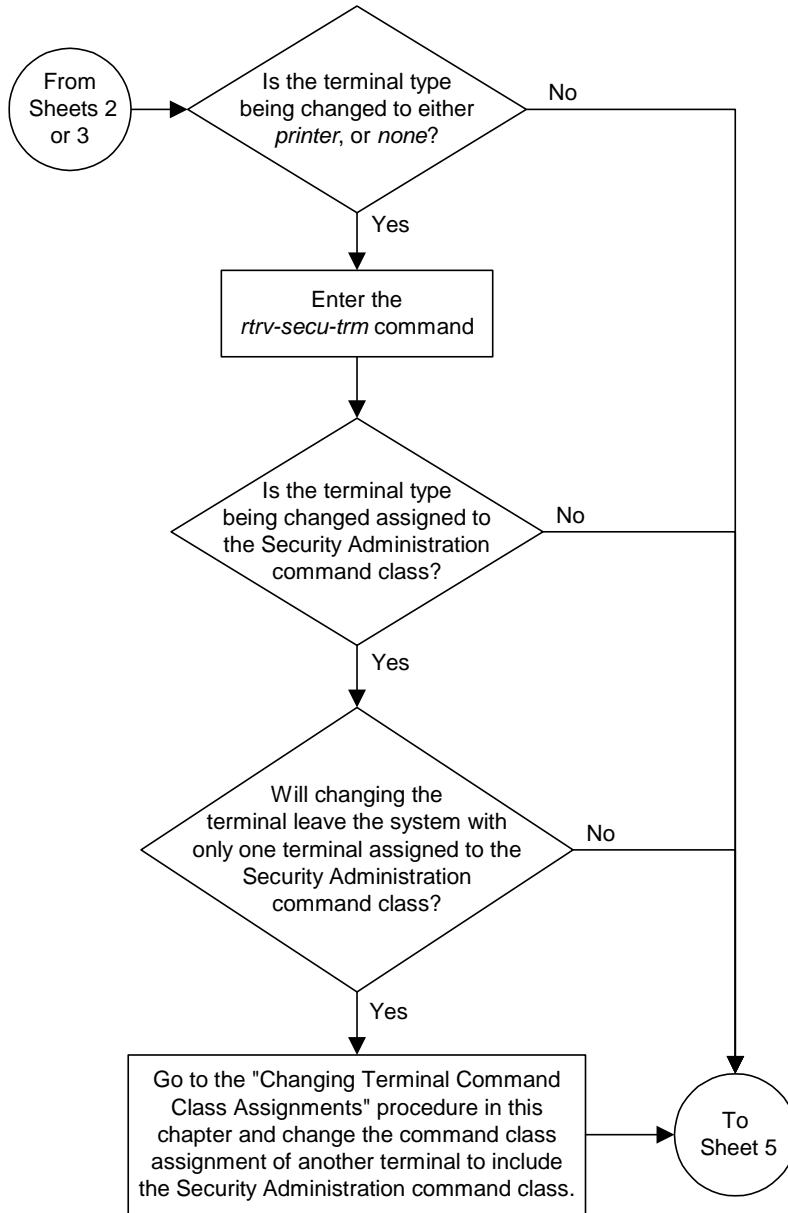 From
Sheets 2
or 3
Is the terminal type
being changed to either
printer, or none?
No
Yes
Enter the
rtrv-secu-trm command
Is the terminal type
being changed assigned to
the Security Administration
command class?
No
Yes
Will changing the
terminal leave the system with
only one terminal assigned to the
Security Administration
command class?
No
Yes
Go to the "Changing Terminal Command
Class Assignments" procedure in this
chapter and change the command class
assignment of another terminal to include
the Security Administration command class.
To
Sheet 5